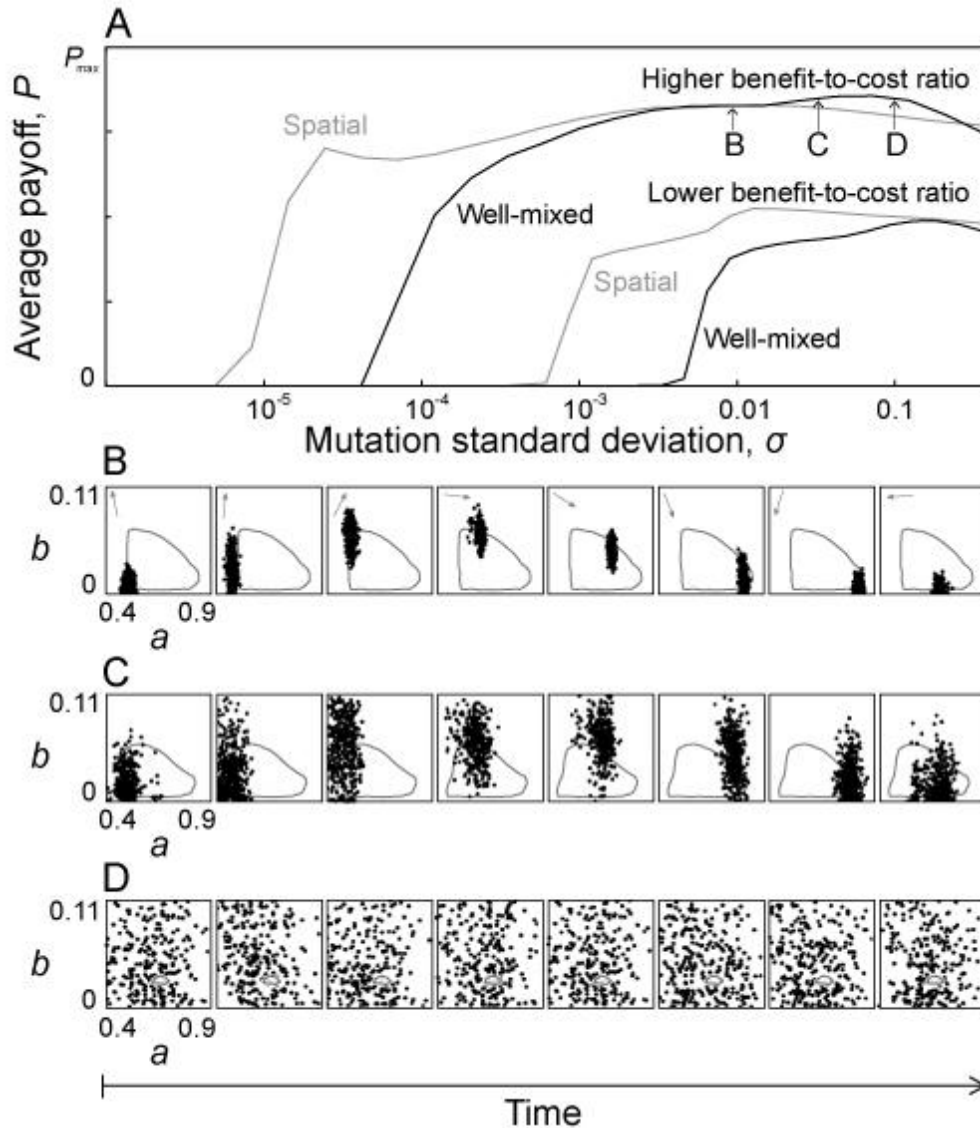 A
Average payoff, P
Pmax
0
Higher benefit-to-cost ratio
Spatial
B C D
Well-mixed
Lower benefit-to-cost ratio
Spatial
Well-mixed
10⁻⁵ 10⁻⁴ 10⁻³ 0.01 0.1
Mutation standard deviation, σ
B
0.11
b
0
0.4 0.9
a
C
0.11
b
0
0.4 0.9
a
D
0.11
b
0
0.4 0.9
a
Time